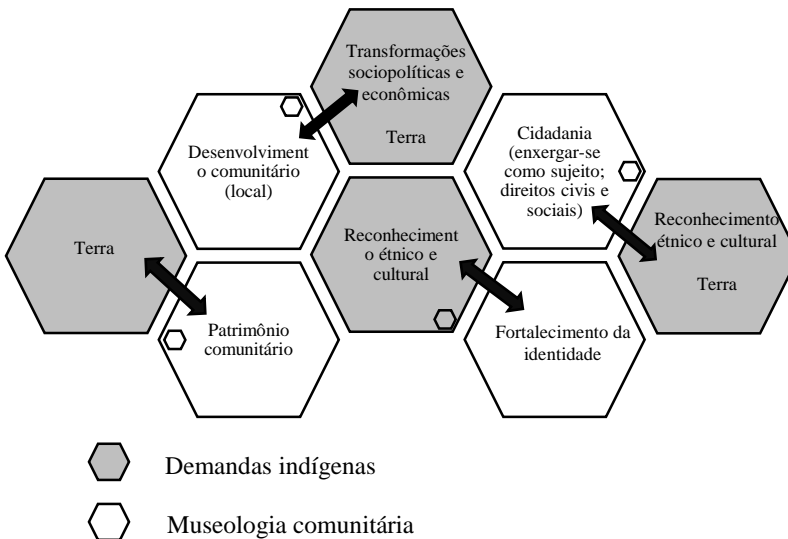 Transformações
sociopolíticas e
econômicas
Terra
Desenvolviment
o comunitário
(local)
Cidadania
(enxergar-se
como sujeito;
direitos civis e
sociais)
Terra
Reconheciment
o étnico e
cultural
Reconhecimento
étnico e cultural
Terra
Patrimônio
comunitário
Fortalecimento da
identidade
Demandas indígenas
Museologia comunitária